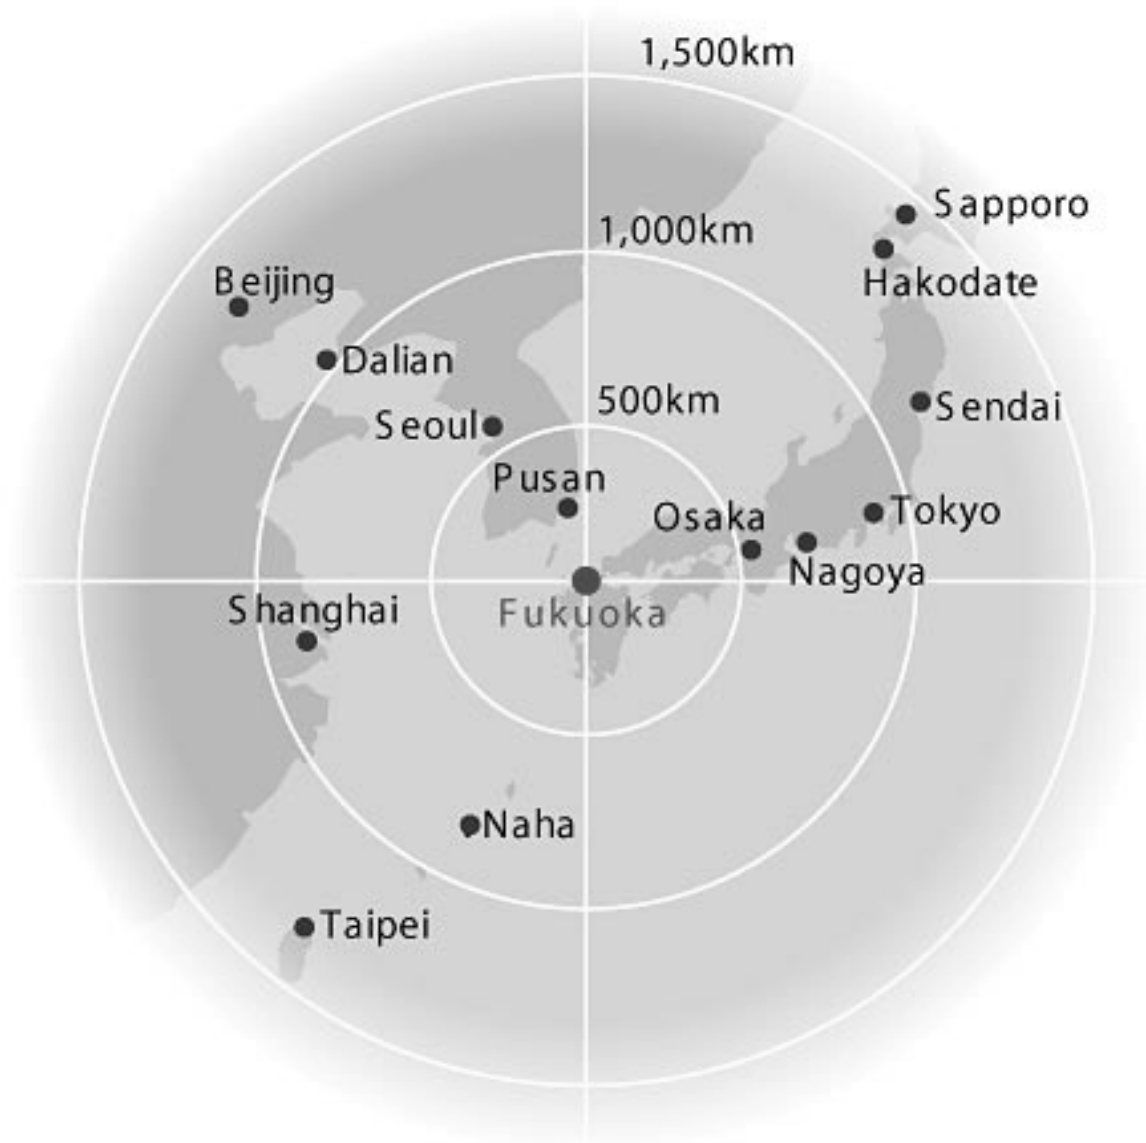 1,500km
Sapporo
1,000km
Hakodate
Beijing
Dalian
500km
Sendai
Seoul
Pusan
Osaka
Tokyo
Nagoya
Shanghai
Fukuoka
Naha
Taipei